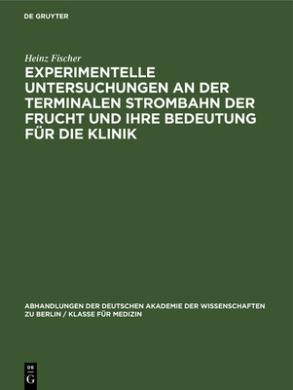 DE GRUYTER
Heinz Fischer
EXPERIMENTELLE
UNTERSUCHUNGEN AN DER
TERMINALEN STROMBAHN DER
FRUCHT UND IHRE BEDEUTUNG
FÜR DIE KLINIK
ABHANDLUNGEN DER DEUTSCHEN AKADEMIE DER WISSENSCHAFTEN
ZU BERLIN / KLASSE FÜR MEDIZIN
DE
G